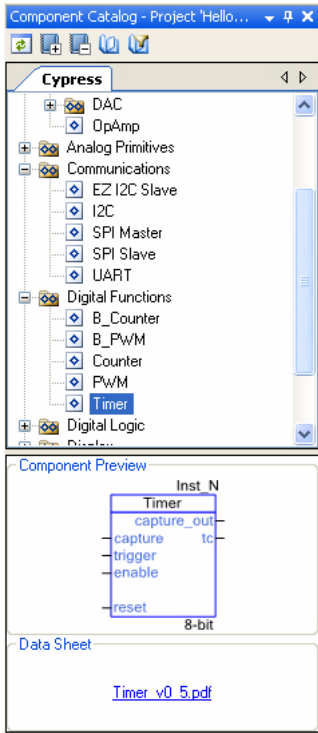 Component Catalog - Project 'Hello...
Cypress
DAC
OpAmp
Analog Primitives
Communications
EZ I2C Slave
I2C
SPI Master
SPI Slave
UART
Digital Functions
B_Counter
B_PWM
Counter
PWM
Timer
Digital Logic
Display
Component Preview
Inst_N
Timer
capture_out
capture tc
trigger
enable
reset
8-bit
Data Sheet
Timer_v0_5.pdf